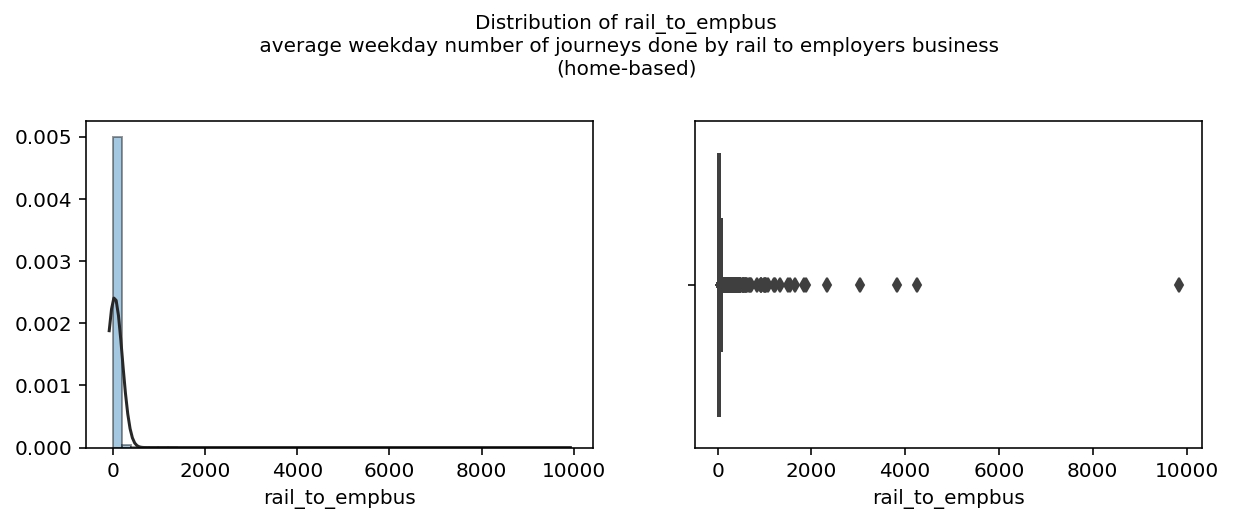 Distribution of rail_to_empbus
average weekday number of journeys done by rail to employers business
(home-based)
0.005
0.004
0.003
0.002
0.001
0.000
0 2000 4000 6000 8000 10000
rail_to_empbus
0 2000 4000 6000 8000 10000
rail_to_empbus